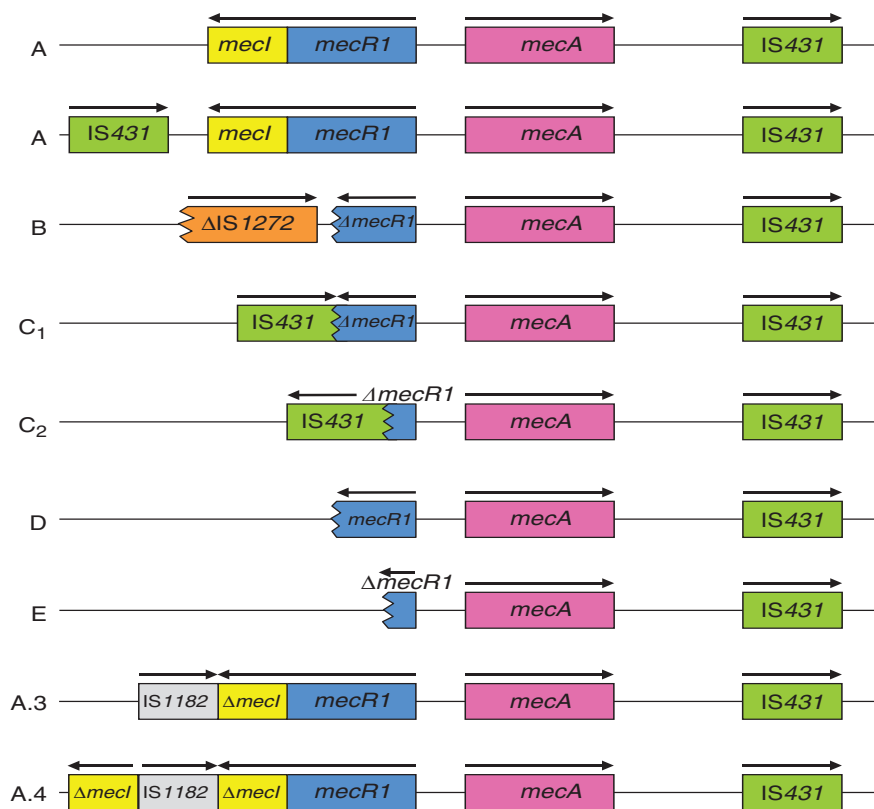 A mecI mecR1 mecA IS431
A IS431 mecI mecR1 mecA IS431
B ΔIS1272 ΔmecR1 mecA IS431
C1 IS431 ΔmecR1 mecA IS431
C2 IS431 ΔmecR1 mecA IS431
D mecR1 mecA IS431
E ΔmecR1 mecA IS431
A.3 IS1182 ΔmecI mecR1 mecA IS431
A.4 ΔmecI IS1182 ΔmecI mecR1 mecA IS431